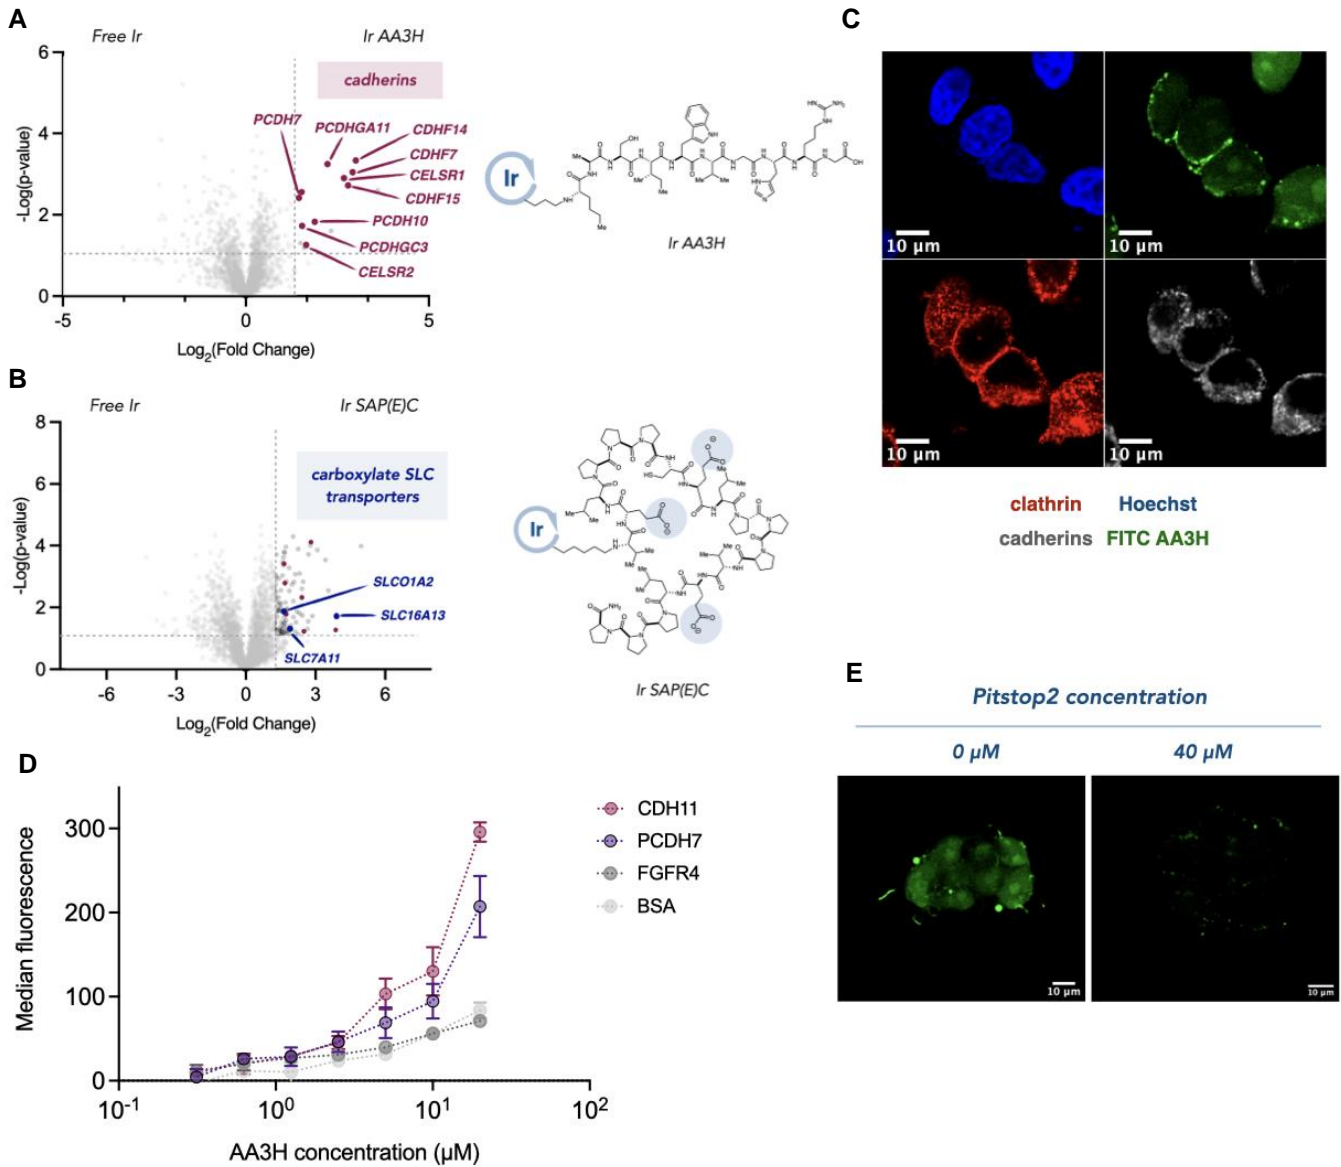 A
Free Ir
Ir AA3H
cadherins
PCDH7
PCDHGA11
CDHF14
CDHF7
CELSR1
CDHF15
PCDH10
PCDHGC3
CELSR2
6
4
2
0
-5
0
5
-Log(p-value)
Log2(Fold Change)
Ir
Ir AA3H
B
Free Ir
Ir SAP(E)C
carboxylate SLC
transporters
SLCO1A2
SLC16A13
SLC7A11
8
6
4
2
0
-6
-3
0
3
6
-Log(p-value)
Log2(Fold Change)
Ir
Ir SAP(E)C
C
10 µm
10 µm
10 µm
10 µm
clathrin Hoechst
cadherins FITC AA3H
D
Median fluorescence
300
200
100
0
10-1
100
101
102
AA3H concentration (µM)
CDH11
PCDH7
FGFR4
BSA
E
Pitstop2 concentration
0 µM
40 µM
10 µm
10 µm